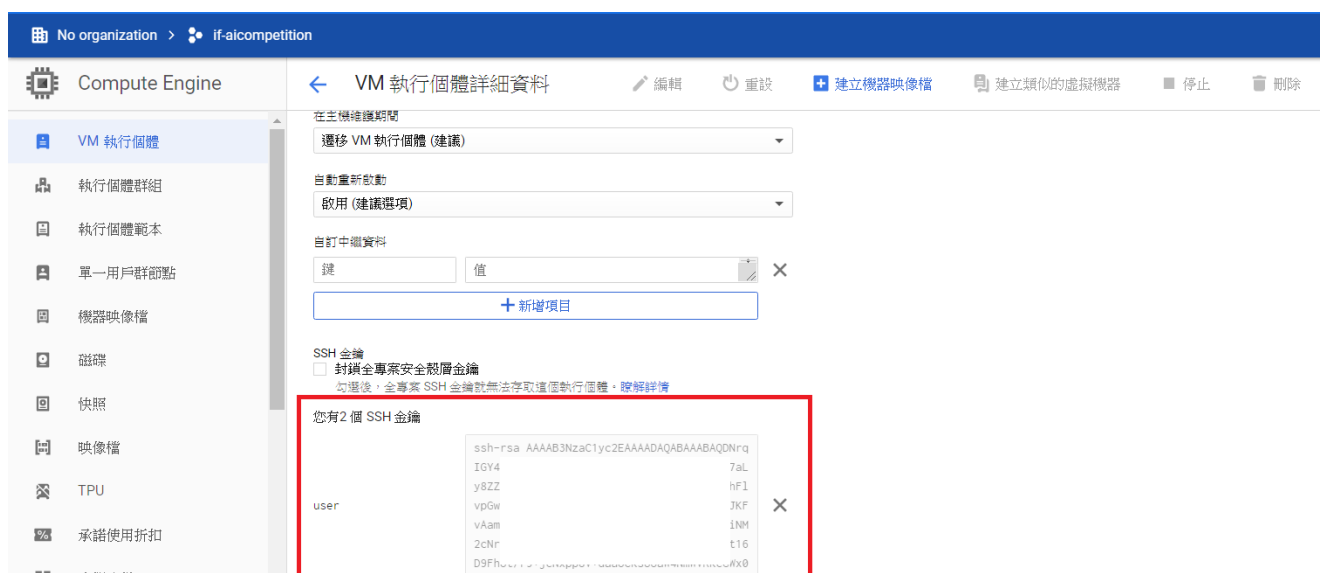 No organization > if-aicompetition
Compute Engine
VM 執行個體詳細資料
編輯
重設
建立機器映像檔
建立類似的虛擬機器
停止
刪除
VM 執行個體
執行個體群組
執行個體範本
單一用戶群節點
機器映像檔
磁碟
快照
映像檔
TPU
承諾使用折扣
在主機維護期間
遷移 VM 執行個體 (建議)
自動重新啟動
啟用 (建議選項)
自訂中繼資料
鍵
值
新增項目
SSH 金鑰
封鎖全專案安全殼層金鑰
勾選後,全專案 SSH 金鑰就無法存取這個執行個體。瞭解詳情
您有2 個 SSH 金鑰
user
ssh-rsa AAAAB3NzaC1yc2EAAAADAQABAAABAQDNrq
IGY4 7aL
y8ZZ hFl
vpGw JKF
vAam iNM
2cNr t16